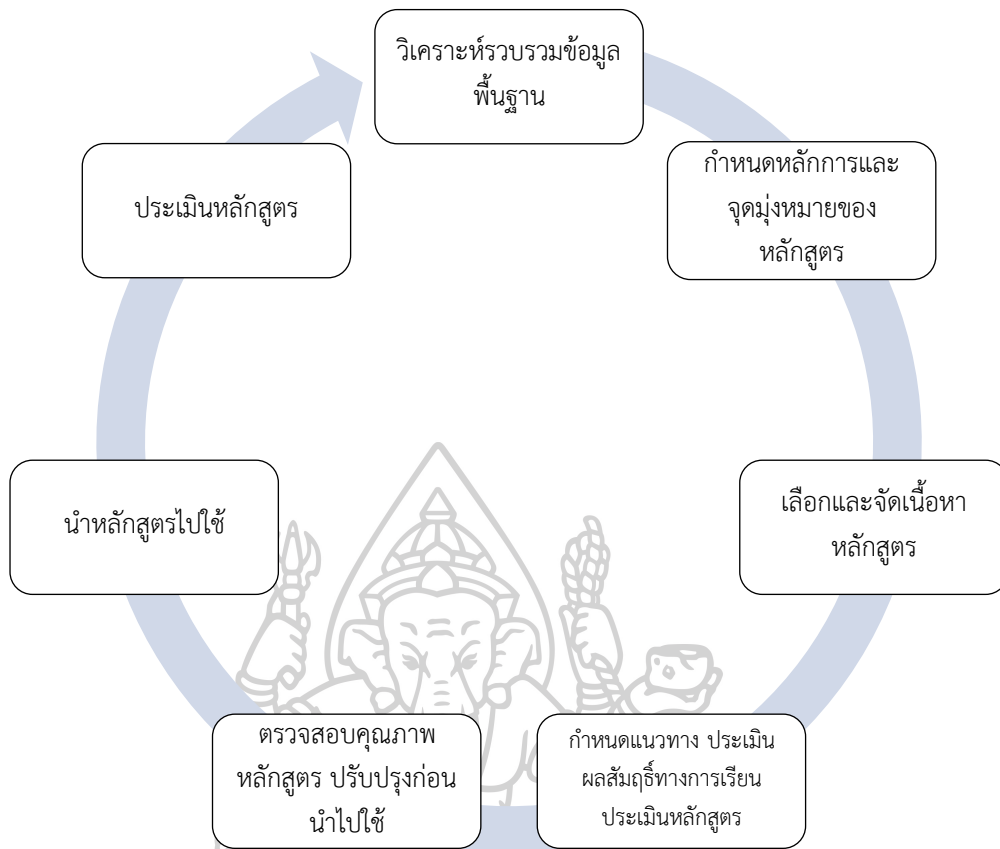 วิเคราะห์รวบรวมข้อมูล
พื้นฐาน
กำหนดหลักการและ
จุดมุ่งหมายของ
หลักสูตร
เลือกและจัดเนื้อหา
หลักสูตร
กำหนดแนวทาง ประเมิน
ผลสัมฤทธิ์ทางการเรียน
ประเมินหลักสูตร
ตรวจสอบคุณภาพ
หลักสูตร ปรับปรุงก่อน
นำไปใช้
นำหลักสูตรไปใช้
ประเมินหลักสูตร